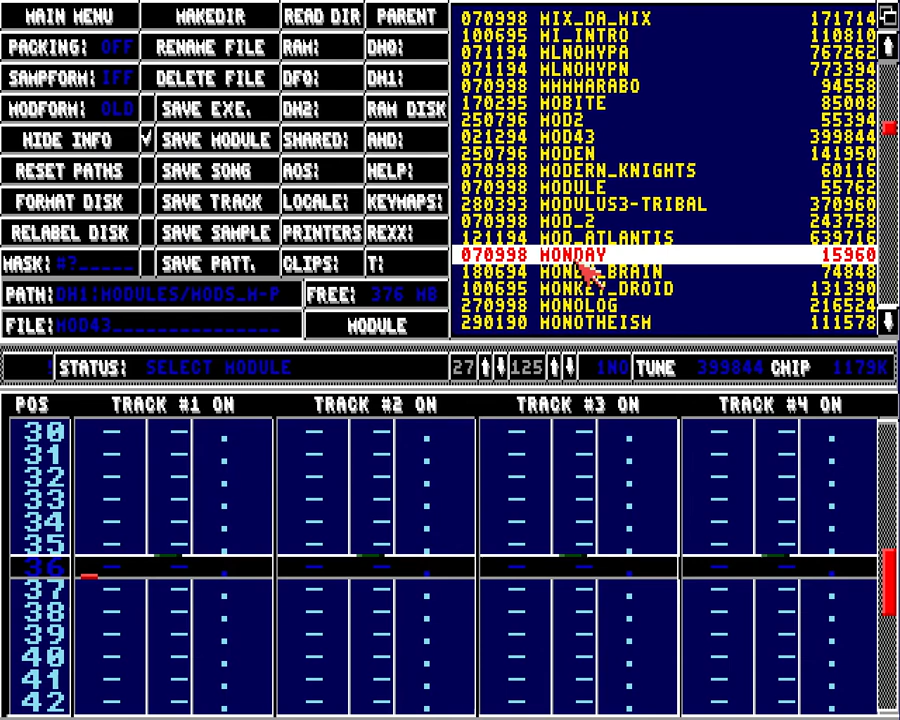 MAIN MENU MAKEDIR READ DIR PARENT
PACKING: OFF RENAME FILE RAM: DH0:
SAMPFORM: IFF DELETE FILE DF0: DH1:
MODFORM: OLD SAVE EXE. DH2: RAM DISK
HIDE INFO SAVE MODULE SHARED: AHD:
RESET PATHS SAVE SONG AOS: HELP:
FORMAT DISK SAVE TRACK LOCALE: KEYMAPS:
RELABEL DISK SAVE SAMPLE PRINTERS REXX:
MASK: #?_____ SAVE PATT. CLIPS: T:
PATH: DH1:MODULES/MODS_M-P FREE: 376 MB
FILE: MOD43_______________ MODULE
070998 MIX_DA_MIX 171714
100695 MI_INTRO 110810
071194 MLNOHYPA 767262
071194 MLNOHYPN 773394
070998 MMMMARABO 94558
170295 MOBITE 85008
250796 MOD2 55394
021294 MOD43 399844
250796 MODEN 141950
070998 MODERN_KNIGHTS 60116
070998 MODULE 55762
280393 MODULUS3-TRIBAL 370960
070998 MOD_2 243758
121194 MOD_ATLANTIS 639716
070998 MONDAY 15960
180694 BRAIN 74848
100695 MONKEY_DROID 131390
270998 MONOLOG 216524
290190 MONOTHEISM 111578
STATUS: SELECT MODULE 27 125 1NO TUNE 399844 CHIP 1179K
POS TRACK #1 ON TRACK #2 ON TRACK #3 ON TRACK #4 ON
30
31
32
33
34
35
36
37
38
39
40
41
42